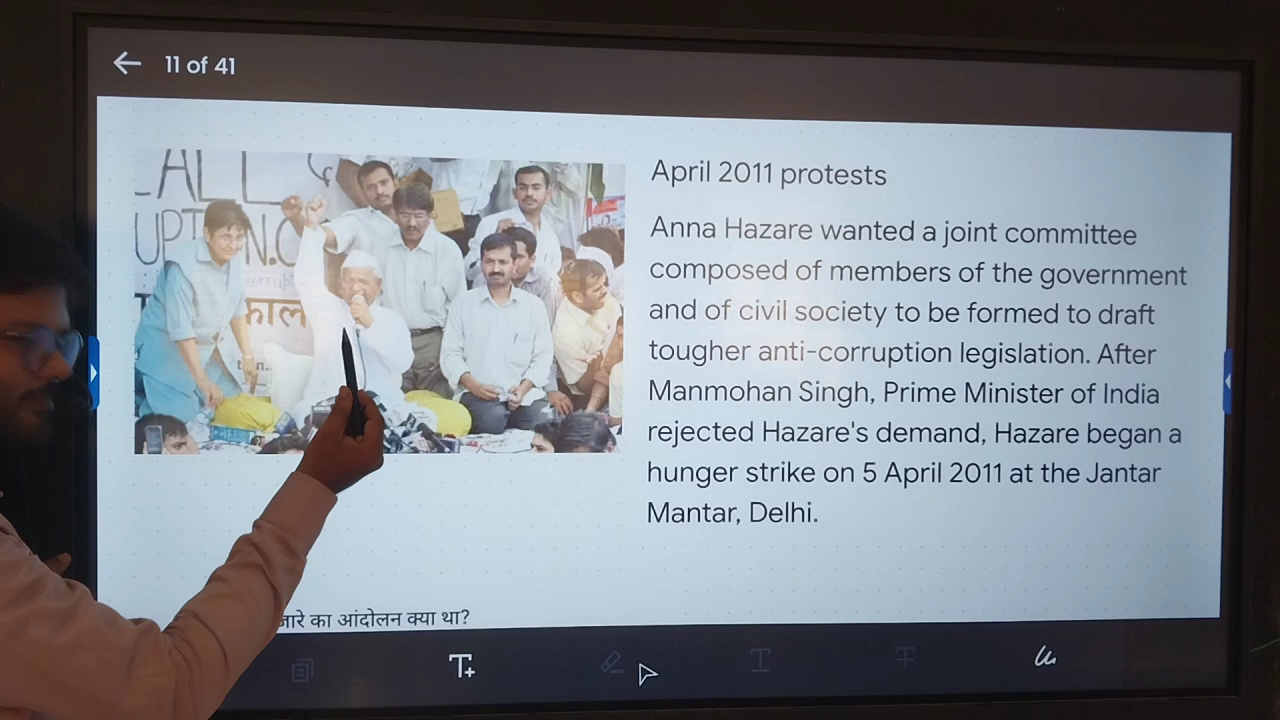 11 of 41
April 2011 protests
Anna Hazare wanted a joint committee
composed of members of the government
and of civil society to be formed to draft
tougher anti-corruption legislation. After
Manmohan Singh, Prime Minister of India
rejected Hazare's demand, Hazare began a
hunger strike on 5 April 2011 at the Jantar
Mantar, Delhi.
का आंदोलन क्या था?